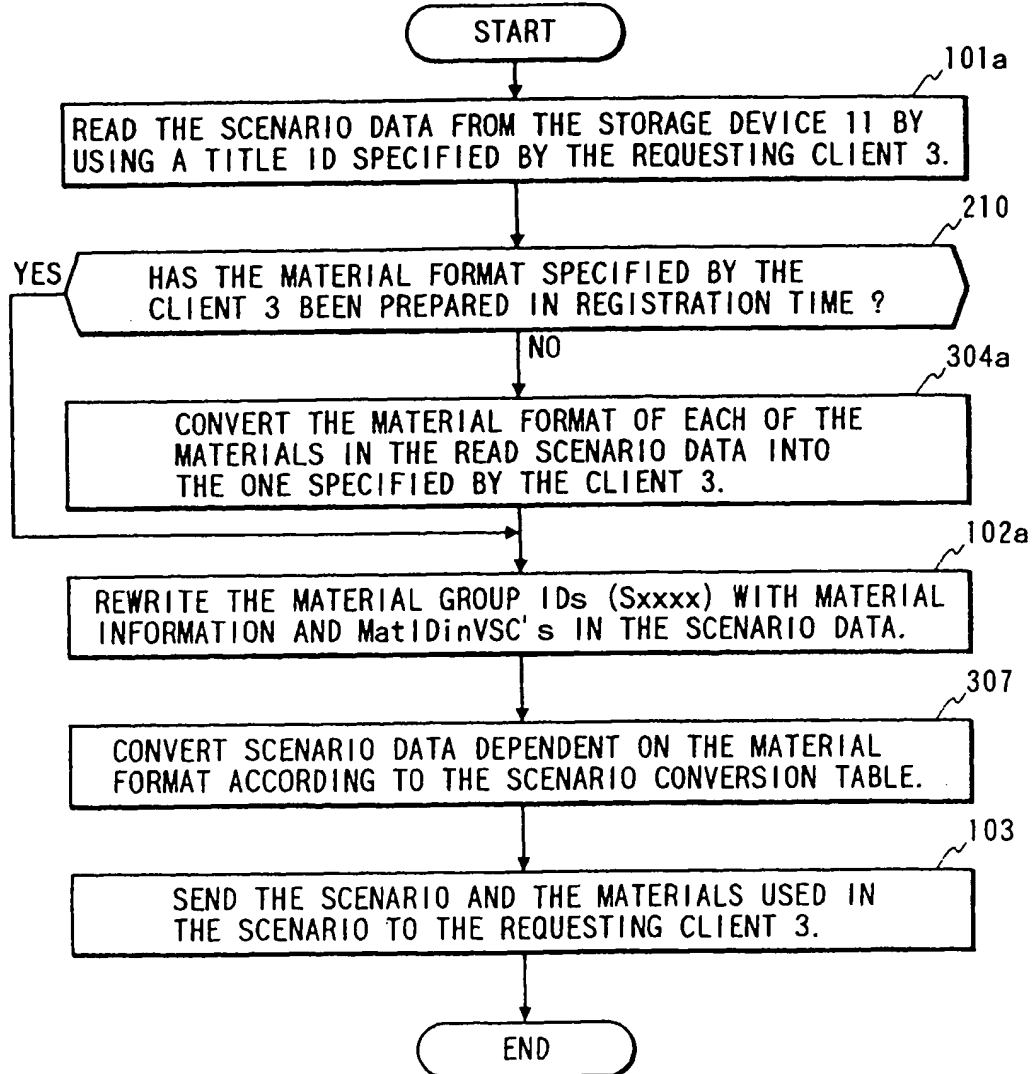 START
101a
READ THE SCENARIO DATA FROM THE STORAGE DEVICE 11 BY
USING A TITLE ID SPECIFIED BY THE REQUESTING CLIENT 3.
210
YES
HAS THE MATERIAL FORMAT SPECIFIED BY THE
CLIENT 3 BEEN PREPARED IN REGISTRATION TIME ?
NO
304a
CONVERT THE MATERIAL FORMAT OF EACH OF THE
MATERIALS IN THE READ SCENARIO DATA INTO
THE ONE SPECIFIED BY THE CLIENT 3.
102a
REWRITE THE MATERIAL GROUP IDs (Sxxxx) WITH MATERIAL
INFORMATION AND MatIDinVSC's IN THE SCENARIO DATA.
307
CONVERT SCENARIO DATA DEPENDENT ON THE MATERIAL
FORMAT ACCORDING TO THE SCENARIO CONVERSION TABLE.
103
SEND THE SCENARIO AND THE MATERIALS USED IN
THE SCENARIO TO THE REQUESTING CLIENT 3.
END